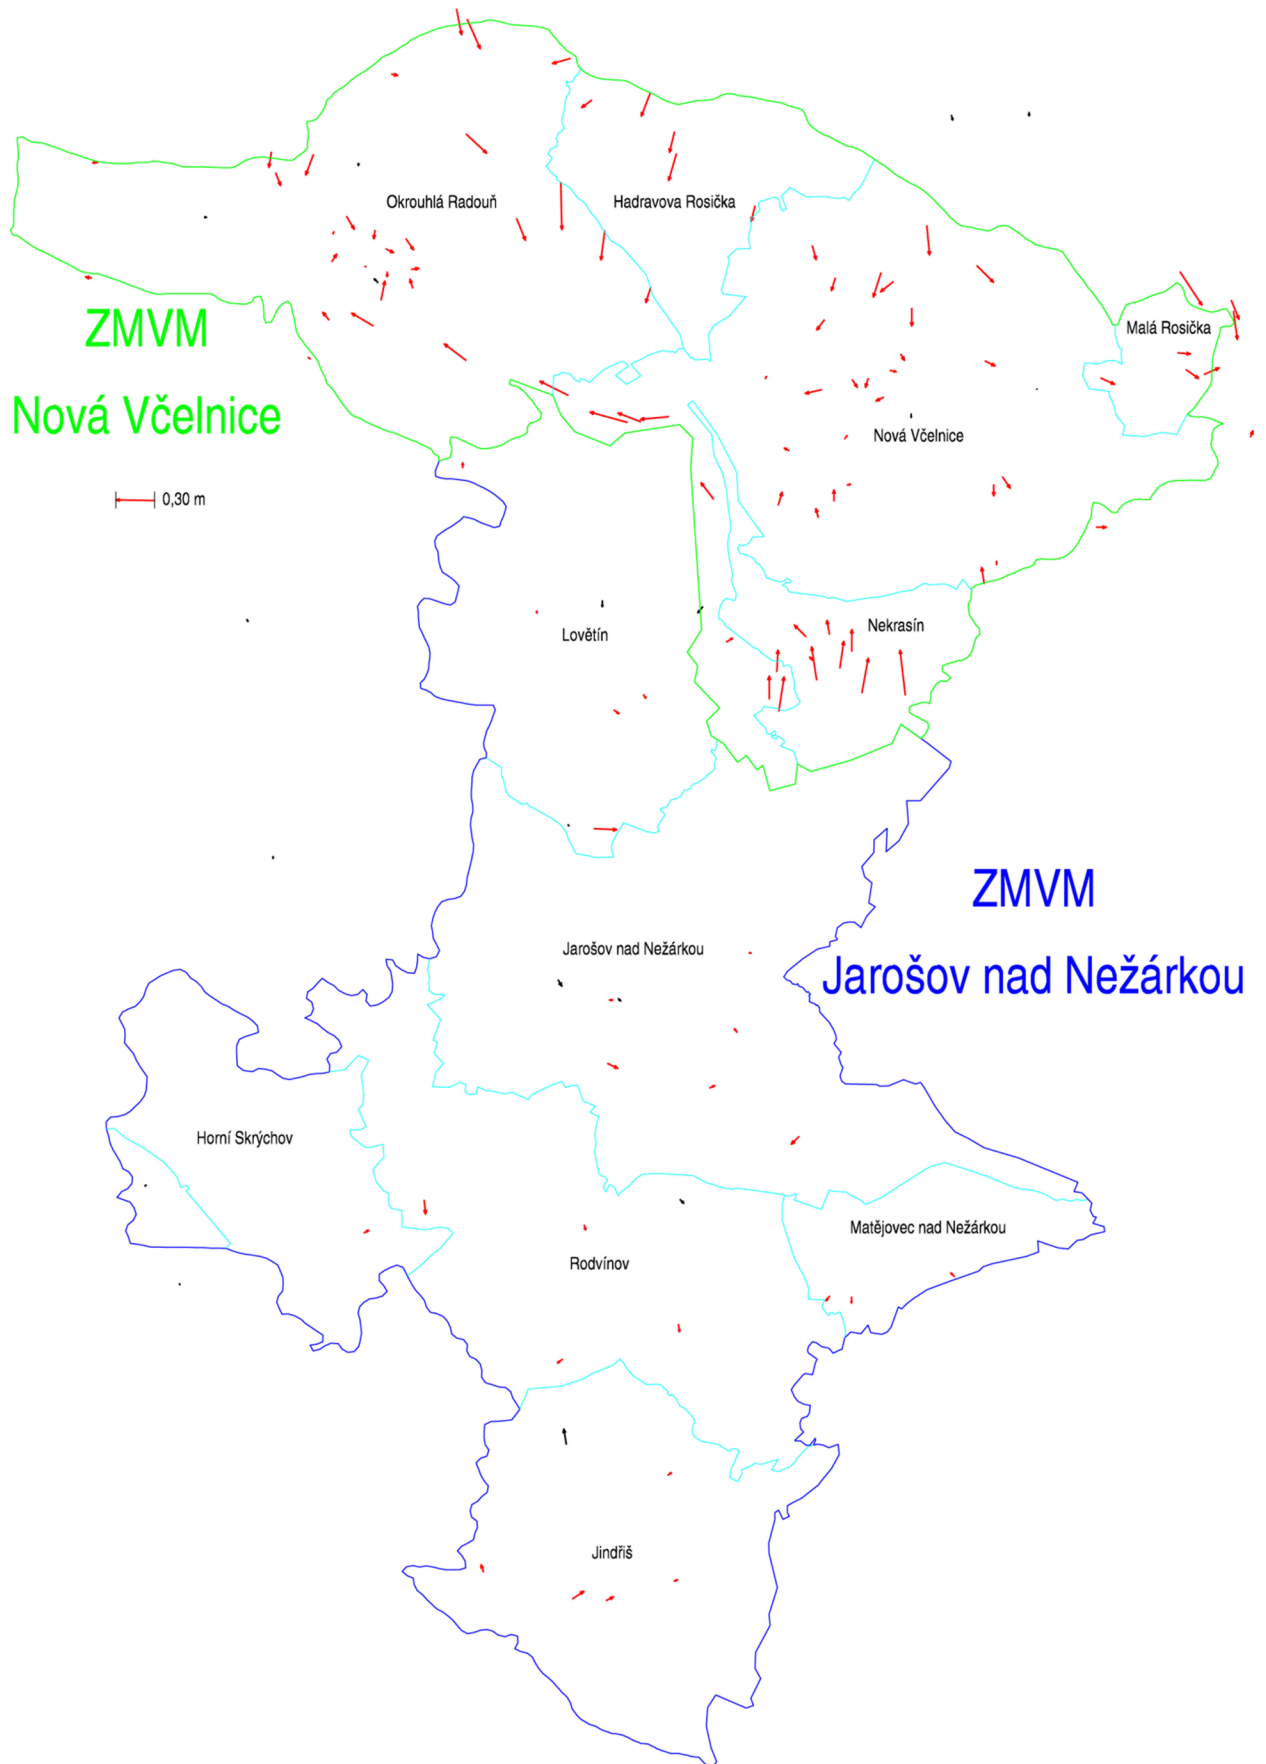 Okrouhlá Radouň
Hadravova Rosička
ZMVM
Nová Včelnice
Malá Rosička
Nová Včelnice
0,30 m
Lovětín
Nekrasín
ZMVM
Jarošov nad Nežárkou
Jarošov nad Nežárkou
Horní Skrýchov
Matějovec nad Nežárkou
Rodvínov
Jindřiš